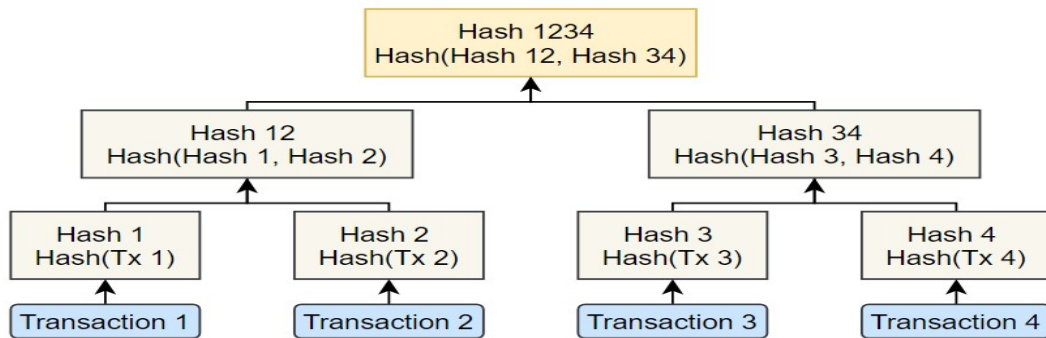 Hash 1234
Hash(Hash 12, Hash 34)
Hash 12
Hash(Hash 1, Hash 2)
Hash 34
Hash(Hash 3, Hash 4)
Hash 1
Hash(Tx 1)
Hash 2
Hash(Tx 2)
Hash 3
Hash(Tx 3)
Hash 4
Hash(Tx 4)
Transaction 1
Transaction 2
Transaction 3
Transaction 4